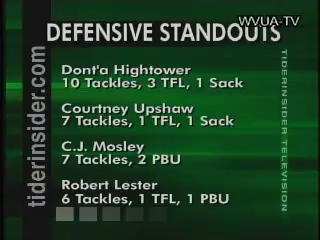 WVUA-TV
DEFENSIVE STANDOUTS
Dont'a Hightower
10 Tackles, 3 TFL, 1 Sack
Courtney Upshaw
7 Tackles, 1 TFL, 1 Sack
C.J. Mosley
7 Tackles, 2 PBU
Robert Lester
6 Tackles, 1 TFL, 1 PBU
tiderinsider.com
TIDERINSIDER TELEVISION